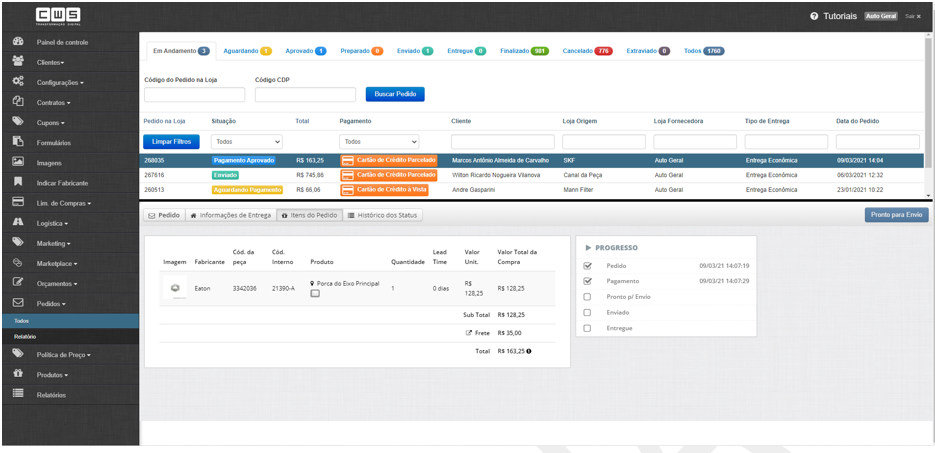 CWS
TRANSFORMAÇÃO DIGITAL
Tutoriais Auto Geral Sair
Painel de controle
Clientes
Configurações
Contratos
Cupons
Formulários
Imagens
Indicar Fabricante
Lim. de Compras
Logística
Marketing
Marketplace
Orçamentos
Pedidos
Todos
Relatório
Política de Preço
Produtos
Relatórios
Em Andamento 3 Aguardando 1 Aprovado 1 Preparado 0 Enviado 1 Entregue 0 Finalizado 981 Cancelado 776 Extraviado 0 Todos 1760
Código do Pedido na Loja Código CDP
Buscar Pedido
Pedido na Loja Situação Total Pagamento Cliente Loja Origem Loja Fornecedora Tipo de Entrega Data do Pedido
Limpar Filtros Todos Todos
268035 Pagamento Aprovado R$ 163,25 Cartão de Crédito Parcelado Marcos Antônio Almeida de Carvalho SKF Auto Geral Entrega Econômica 09/03/2021 14:04
267616 Enviado R$ 745,86 Cartão de Crédito Parcelado Wilton Ricardo Nogueira Vilanova Canal da Peça Auto Geral Entrega Econômica 06/03/2021 12:32
260513 Aguardando Pagamento R$ 66,06 Cartão de Crédito à Vista Andre Gasparini Mann Filter Auto Geral Entrega Econômica 23/01/2021 10:22
Pedido Informações de Entrega Itens do Pedido Histórico dos Status Pronto para Envio
Imagem Fabricante Cód. da peça Cód. Interno Produto Quantidade Lead Time Valor Unit. Valor Total da Compra
Eaton 3342036 21390-A Porca do Eixo Principal 1 0 dias R$ 128,25 R$ 128,25
Sub Total R$ 128,25
Frete R$ 35,00
Total R$ 163,25
PROGRESSO
Pedido 09/03/21 14:07:19
Pagamento 09/03/21 14:07:29
Pronto p/ Envio
Enviado
Entregue